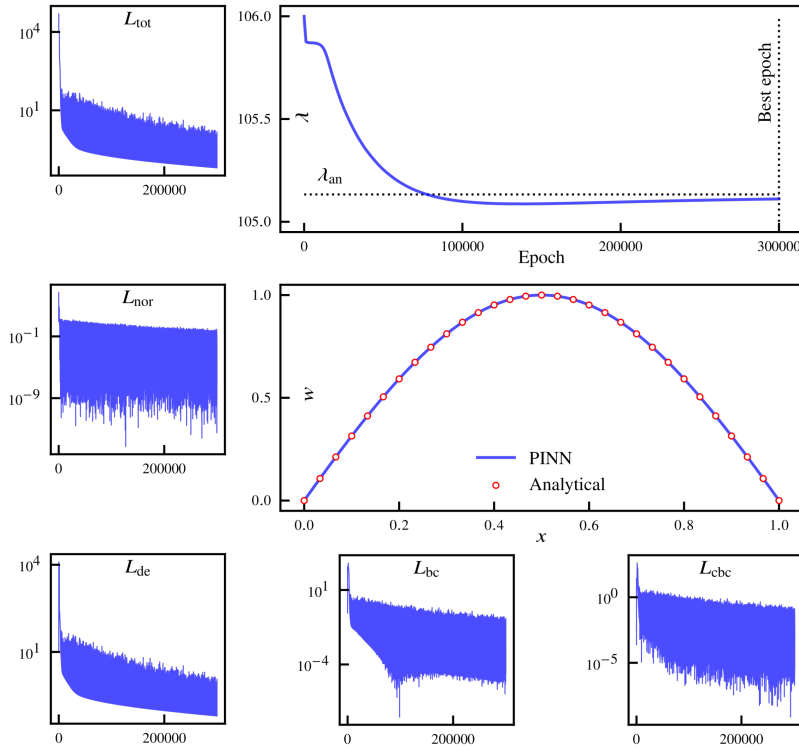 L_tot
10^4
10^1
0
200000
106.0
105.5
105.0
λ
λ_an
Best epoch
0
100000
200000
300000
Epoch
L_nor
10^-1
10^-9
0
200000
1.0
0.5
0.0
w
PINN
Analytical
0.0
0.2
0.4
0.6
0.8
1.0
x
L_de
10^4
10^1
0
200000
L_bc
10^1
10^-4
0
200000
L_cbc
10^0
10^-5
0
200000